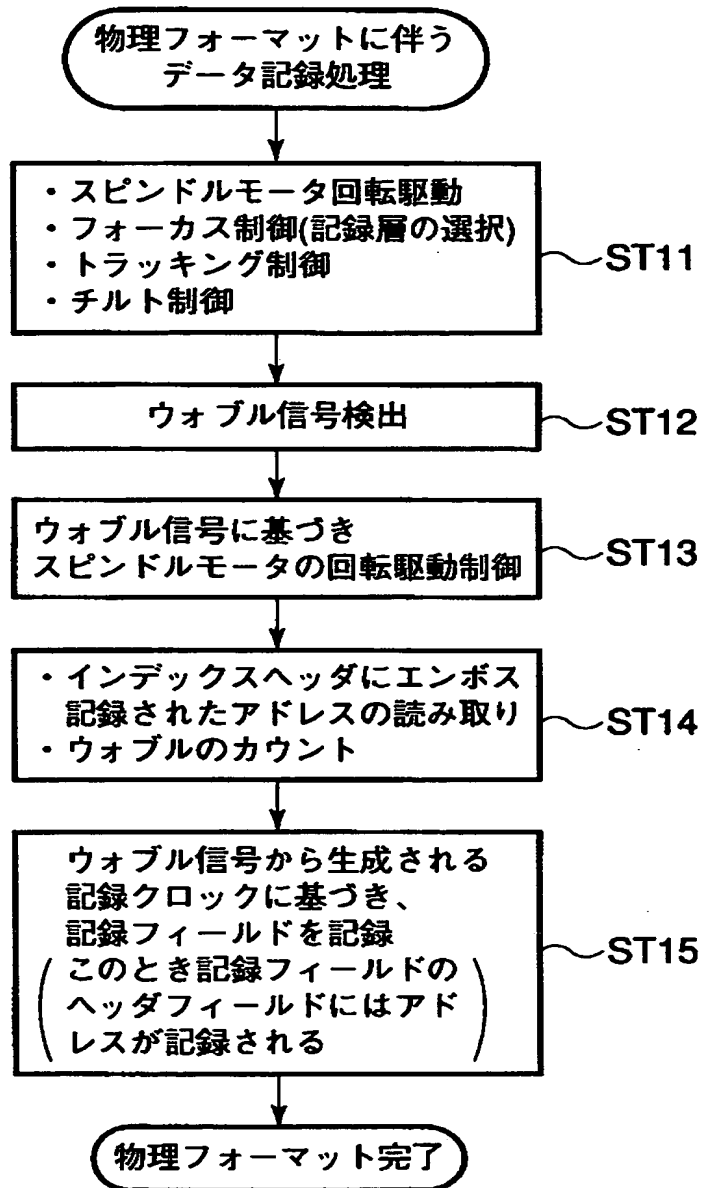 物理フォーマットに伴う
データ記録処理
・スピンドルモータ回転駆動
・フォーカス制御(記録層の選択)
・トラッキング制御
・チルト制御
ST11
ウォブル信号検出
ST12
ウォブル信号に基づき
スピンドルモータの回転駆動制御
ST13
・インデックスヘッダにエンボス
記録されたアドレスの読み取り
・ウォブルのカウント
ST14
ウォブル信号から生成される
記録クロックに基づき、
記録フィールドを記録
(このとき記録フィールドの
ヘッダフィールドにはアド
レスが記録される)
ST15
物理フォーマット完了